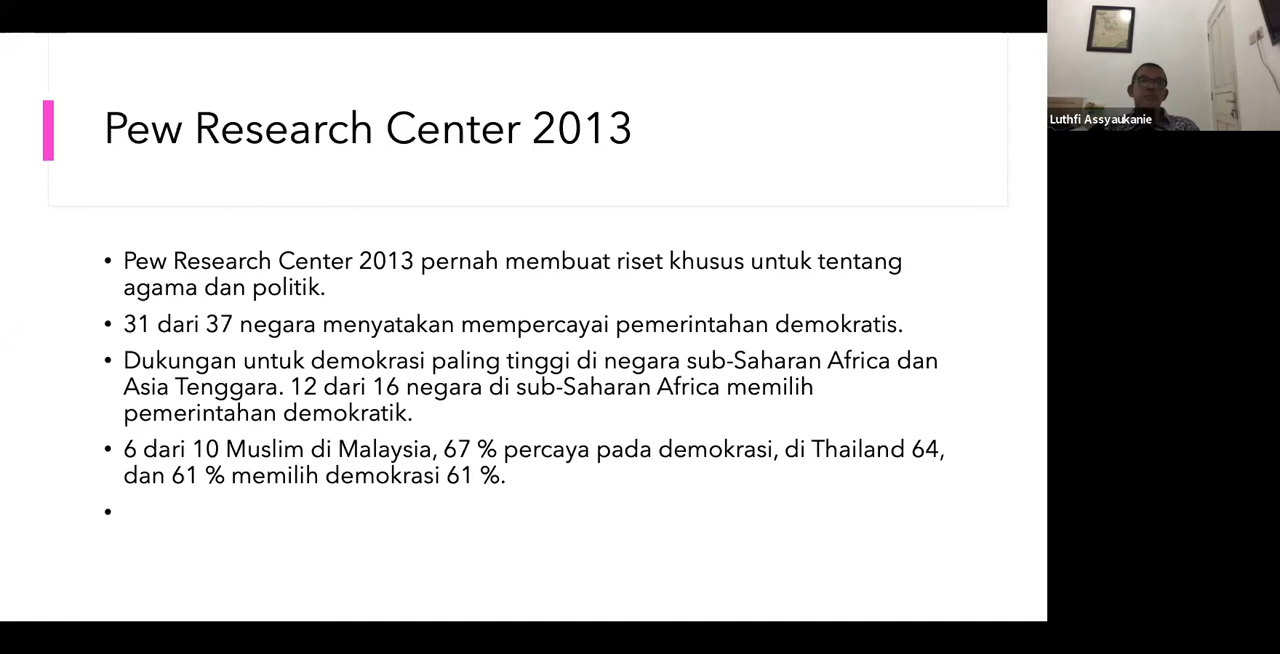 Pew Research Center 2013
• Pew Research Center 2013 pernah membuat riset khusus untuk tentang
agama dan politik.
• 31 dari 37 negara menyatakan mempercayai pemerintahan demokratis.
• Dukungan untuk demokrasi paling tinggi di negara sub-Saharan Africa dan
Asia Tenggara. 12 dari 16 negara di sub-Saharan Africa memilih
pemerintahan demokratik.
• 6 dari 10 Muslim di Malaysia, 67 % percaya pada demokrasi, di Thailand 64,
dan 61 % memilih demokrasi 61 %.
•
Luthfi Assyaukanie